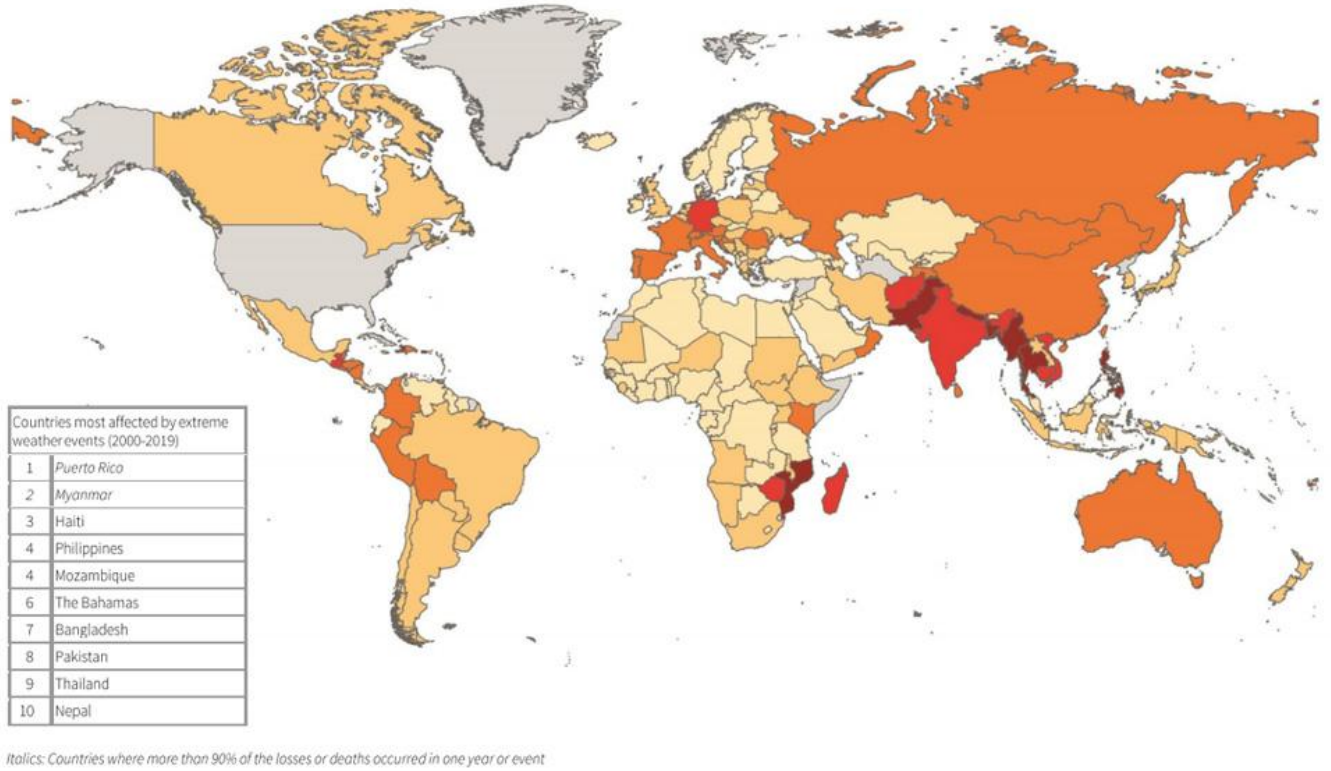 Countries most affected by extreme
weather events (2000-2019)
1 Puerto Rico
2 Myanmar
3 Haiti
4 Philippines
4 Mozambique
6 The Bahamas
7 Bangladesh
8 Pakistan
9 Thailand
10 Nepal
Italics: Countries where more than 90% of the losses or deaths occurred in one year or event